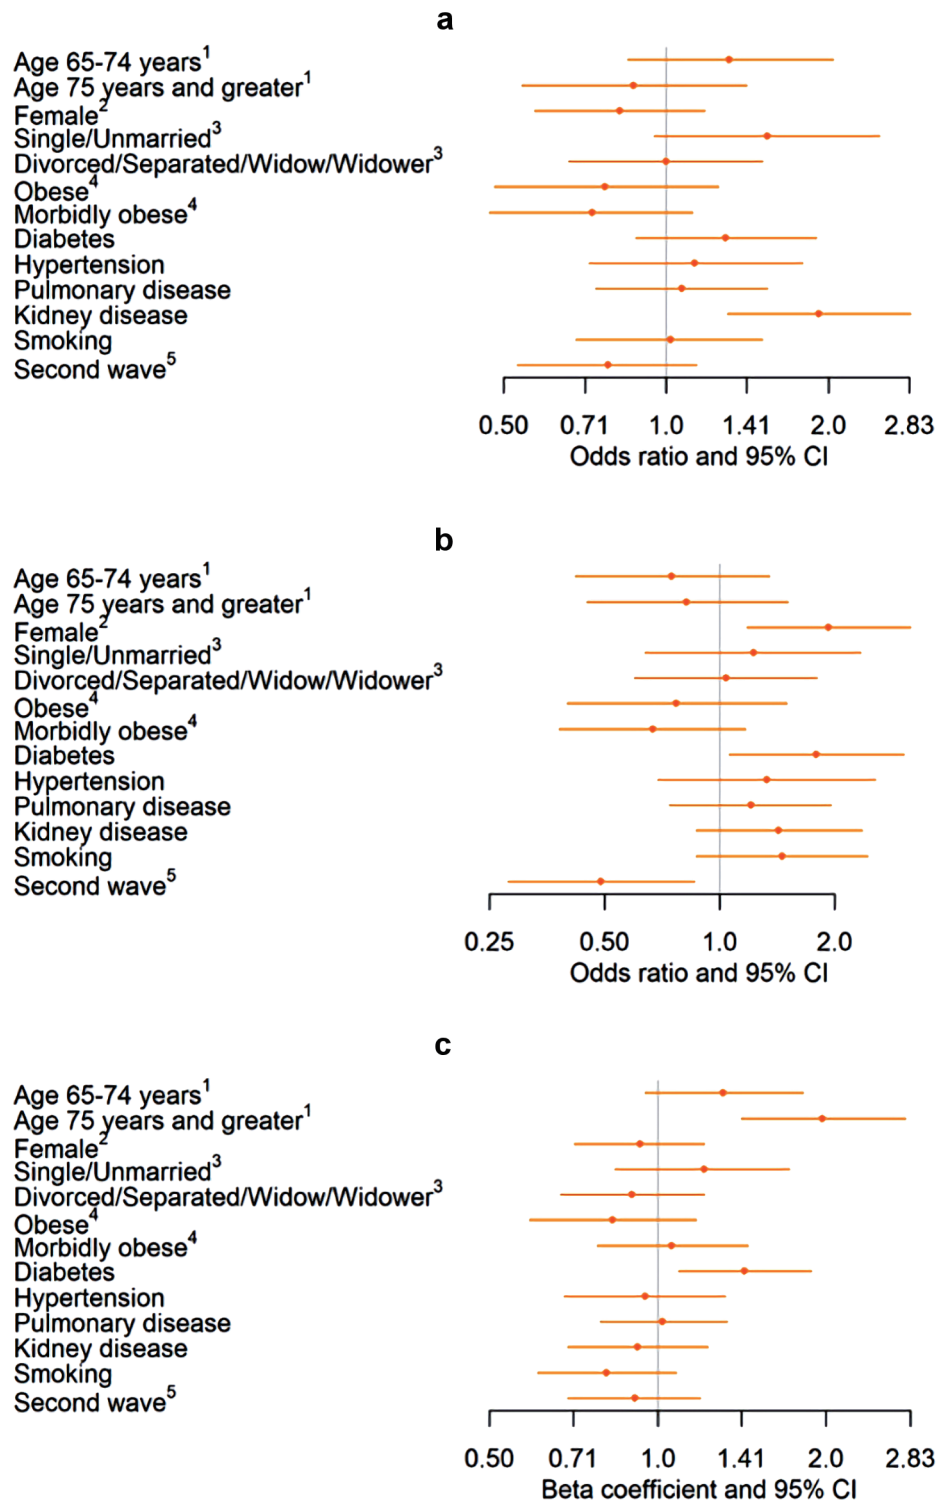 a
Age 65-74 years¹
Age 75 years and greater¹
Female²
Single/Unmarried³
Divorced/Separated/Widow/Widower³
Obese⁴
Morbidly obese⁴
Diabetes
Hypertension
Pulmonary disease
Kidney disease
Smoking
Second wave⁵
0.50 0.71 1.0 1.41 2.0 2.83
Odds ratio and 95% CI
b
Age 65-74 years¹
Age 75 years and greater¹
Female²
Single/Unmarried³
Divorced/Separated/Widow/Widower³
Obese⁴
Morbidly obese⁴
Diabetes
Hypertension
Pulmonary disease
Kidney disease
Smoking
Second wave⁵
0.25 0.50 1.0 2.0
Odds ratio and 95% CI
c
Age 65-74 years¹
Age 75 years and greater¹
Female²
Single/Unmarried³
Divorced/Separated/Widow/Widower³
Obese⁴
Morbidly obese⁴
Diabetes
Hypertension
Pulmonary disease
Kidney disease
Smoking
Second wave⁵
0.50 0.71 1.0 1.41 2.0 2.83
Beta coefficient and 95% CI